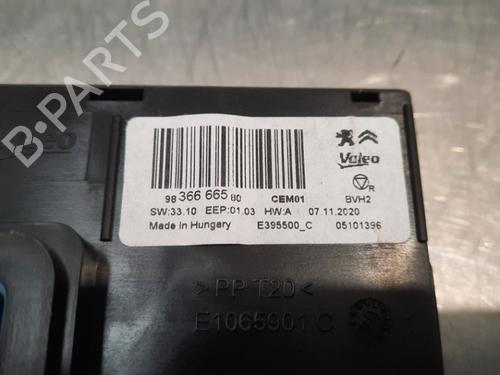 B-PARTS
Valeo
Valeo
R
98 366 665 80
CEM01
BVH2
SW:33.10 EEP:01.03 HW:A 07.11.2020
Made in Hungary
E395500_C
05101396
>PP T20<
E1065901 C